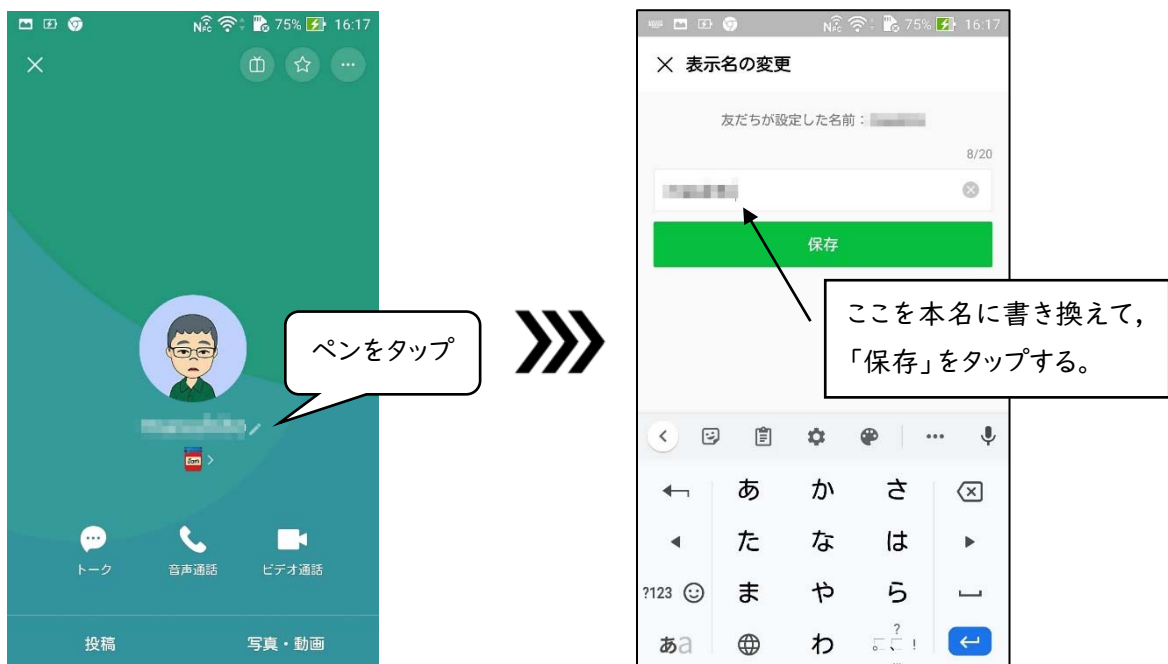 75% 16:17
ペンをタップ
トーク 音声通話 ビデオ通話
投稿 写真・動画
75% 16:17
表示名の変更
友だちが設定した名前:
8/20
保存
ここを本名に書き換えて,
「保存」をタップする。
あ か さ
た な は
?123 ま や ら
あa わ ? !